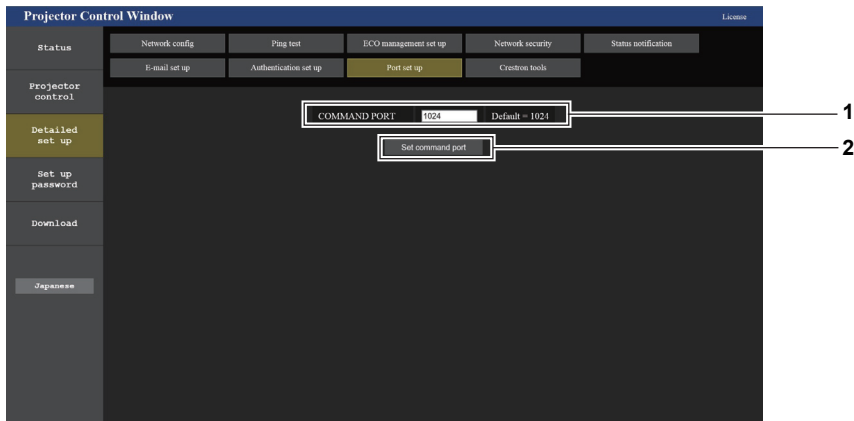 Projector Control Window
License
Status
Network config
Ping test
ECO management set up
Network security
Status notification
E-mail set up
Authentication set up
Port set up
Crestron tools
Projector
control
COMMAND PORT 1024 Default = 1024
1
Detailed
set up
Set command port
2
Set up
password
Download
Japanese